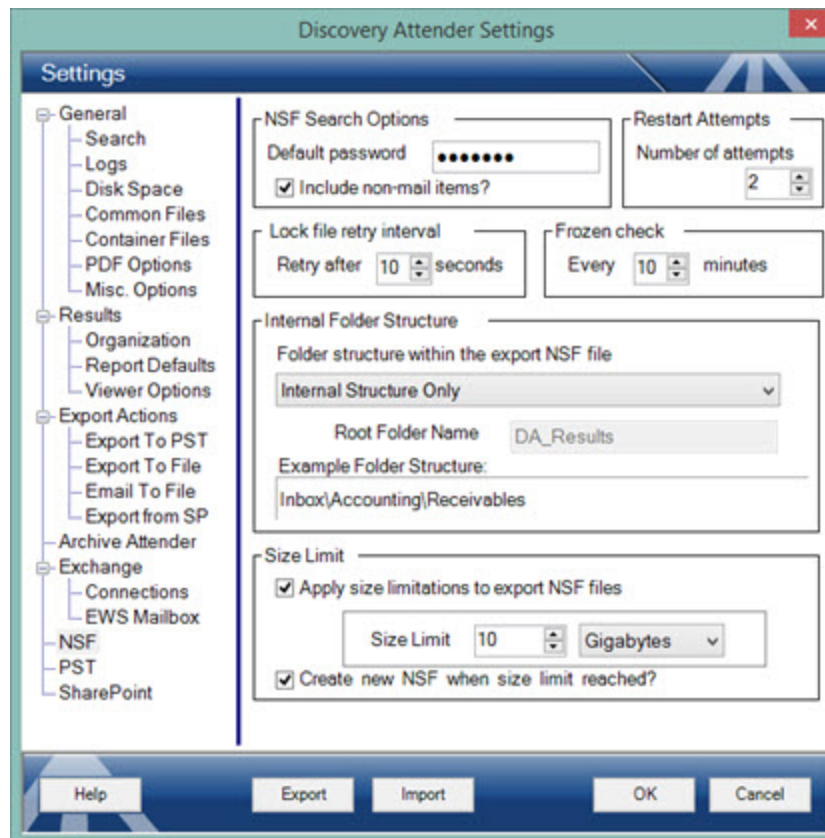 Discovery Attender Settings
Settings
General
Search
Logs
Disk Space
Common Files
Container Files
PDF Options
Misc. Options
Results
Organization
Report Defaults
Viewer Options
Export Actions
Export To PST
Export To File
Email To File
Export from SP
Archive Attender
Exchange
Connections
EWS Mailbox
NSF
PST
SharePoint
NSF Search Options
Default password ●●●●●●●
Include non-mail items?
Restart Attempts
Number of attempts
2
Lock file retry interval
Retry after 10 seconds
Frozen check
Every 10 minutes
Internal Folder Structure
Folder structure within the export NSF file
Internal Structure Only
Root Folder Name DA_Results
Example Folder Structure:
Inbox\Accounting\Receivables
Size Limit
Apply size limitations to export NSF files
Size Limit 10 Gigabytes
Create new NSF when size limit reached?
Help Export Import OK Cancel